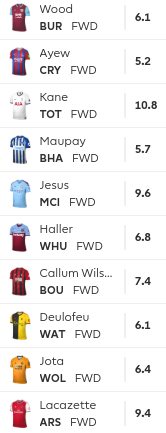 Wood
BUR FWD
6.1
Ayew
CRY FWD
5.2
Kane
TOT FWD
10.8
Maupay
BHA FWD
5.7
Jesus
MCI FWD
9.6
Haller
WHU FWD
6.8
Callum Wils...
BOU FWD
7.4
Deulofeu
WAT FWD
6.1
Jota
WOL FWD
6.4
Lacazette
ARS FWD
9.4